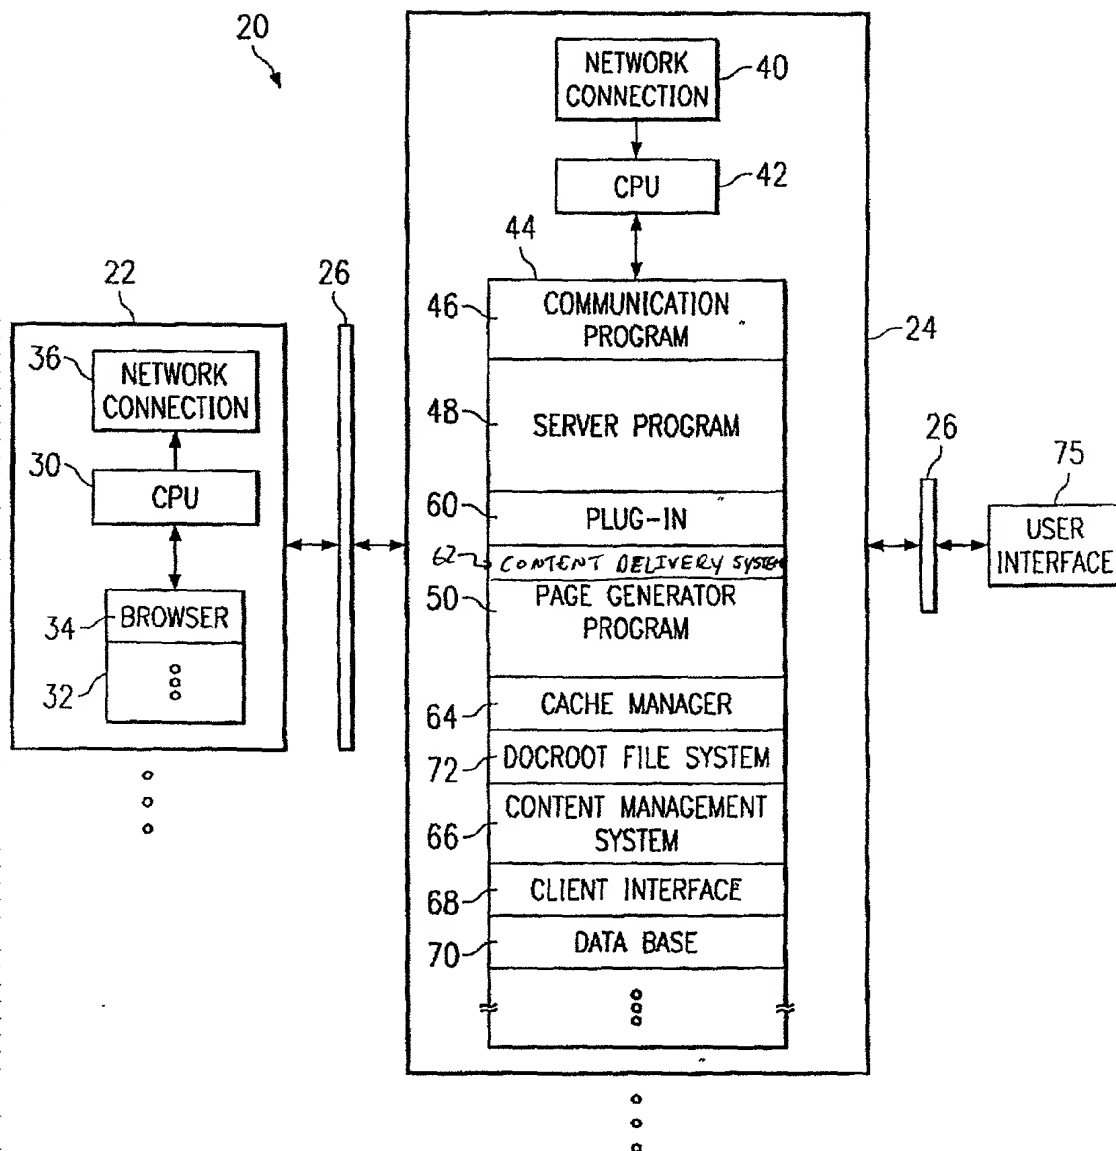 20
NETWORK
CONNECTION
40
CPU
42
44
22
26
46
COMMUNICATION
PROGRAM
24
36
NETWORK
CONNECTION
48
SERVER PROGRAM
26
75
30
CPU
60
PLUG-IN
USER
INTERFACE
62
CONTENT DELIVERY SYSTEM
34
BROWSER
50
PAGE GENERATOR
PROGRAM
32
64
CACHE MANAGER
72
DOCROOT FILE SYSTEM
66
CONTENT MANAGEMENT
SYSTEM
68
CLIENT INTERFACE
70
DATA BASE